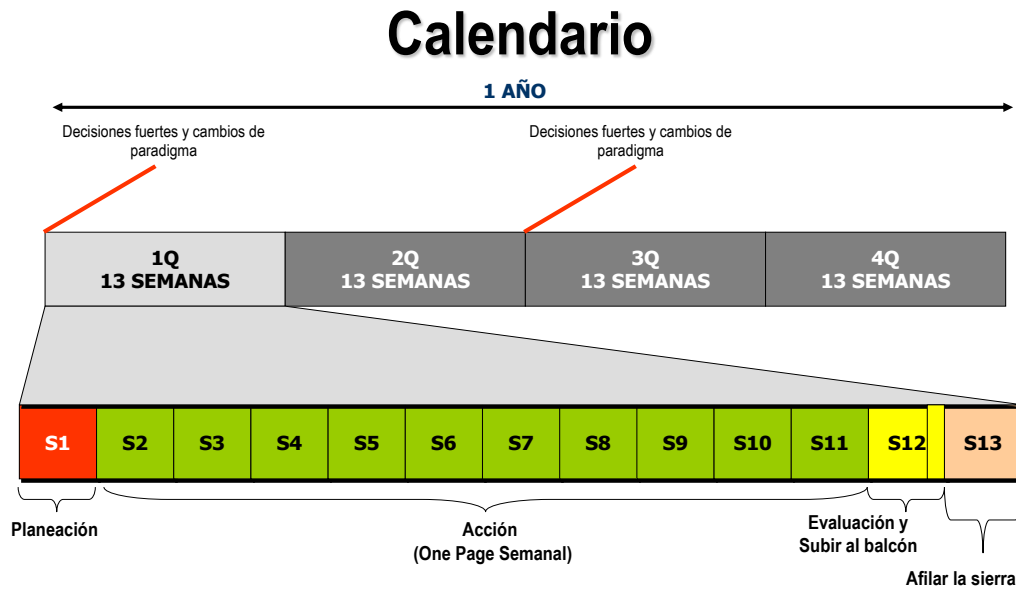 Calendario
1 AÑO
Decisiones fuertes y cambios de
paradigma
Decisiones fuertes y cambios de
paradigma
1Q
13 SEMANAS
2Q
13 SEMANAS
3Q
13 SEMANAS
4Q
13 SEMANAS
S1
S2
S3
S4
S5
S6
S7
S8
S9
S10
S11
S12
S13
Planeación
Acción
(One Page Semanal)
Evaluación y
Subir al balcón
Afilar la sierra